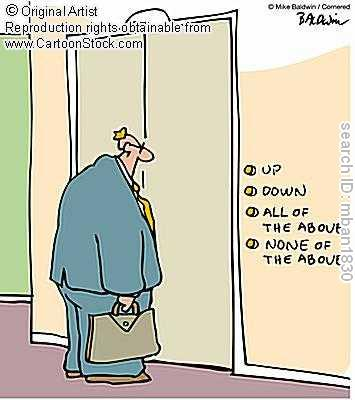 © Original Artist
Reproduction rights obtainable from
www.CartoonStock.com
© Mike Baldwin / Cornered
BALDWIN
UP
DOWN
ALL OF
THE ABOVE
NONE OF
THE ABOVE
search ID: mban1830